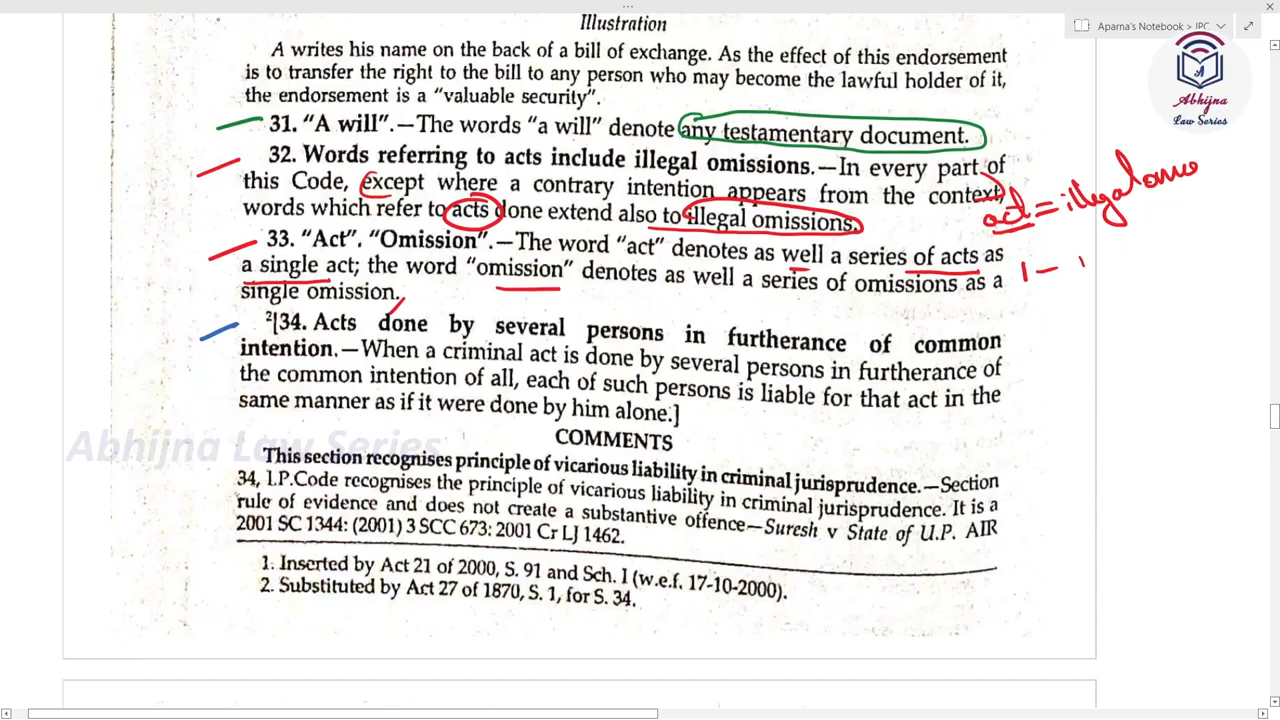 Aparna's Notebook > IPC
Illustration
A writes his name on the back of a bill of exchange. As the effect of this endorsement
is to transfer the right to the bill to any person who may become the lawful holder of it,
the endorsement is a “valuable security”.
Abhijna
Law Series
31. “A will”.—The words “a will” denote any testamentary document.
32. Words referring to acts include illegal omissions.—In every part of
this Code, except where a contrary intention appears from the context,
words which refer to acts done extend also to illegal omissions.
act = illegal
33. “Act”. “Omission”.—The word “act” denotes as well a series of acts as
a single act; the word “omission” denotes as well a series of omissions as a
single omission.
1 –
²[34. Acts done by several persons in furtherance of common
intention.—When a criminal act is done by several persons in furtherance of
the common intention of all, each of such persons is liable for that act in the
same manner as if it were done by him alone.]
Abhijna Law Series
COMMENTS
This section recognises principle of vicarious liability in criminal jurisprudence.—Section
34, I.P.Code recognises the principle of vicarious liability in criminal jurisprudence. It is a
rule of evidence and does not create a substantive offence—Suresh v State of U.P. AIR
2001 SC 1344: (2001) 3 SCC 673: 2001 Cr LJ 1462.
1. Inserted by Act 21 of 2000, S. 91 and Sch. I (w.e.f. 17-10-2000).
2. Substituted by Act 27 of 1870, S. 1, for S. 34.